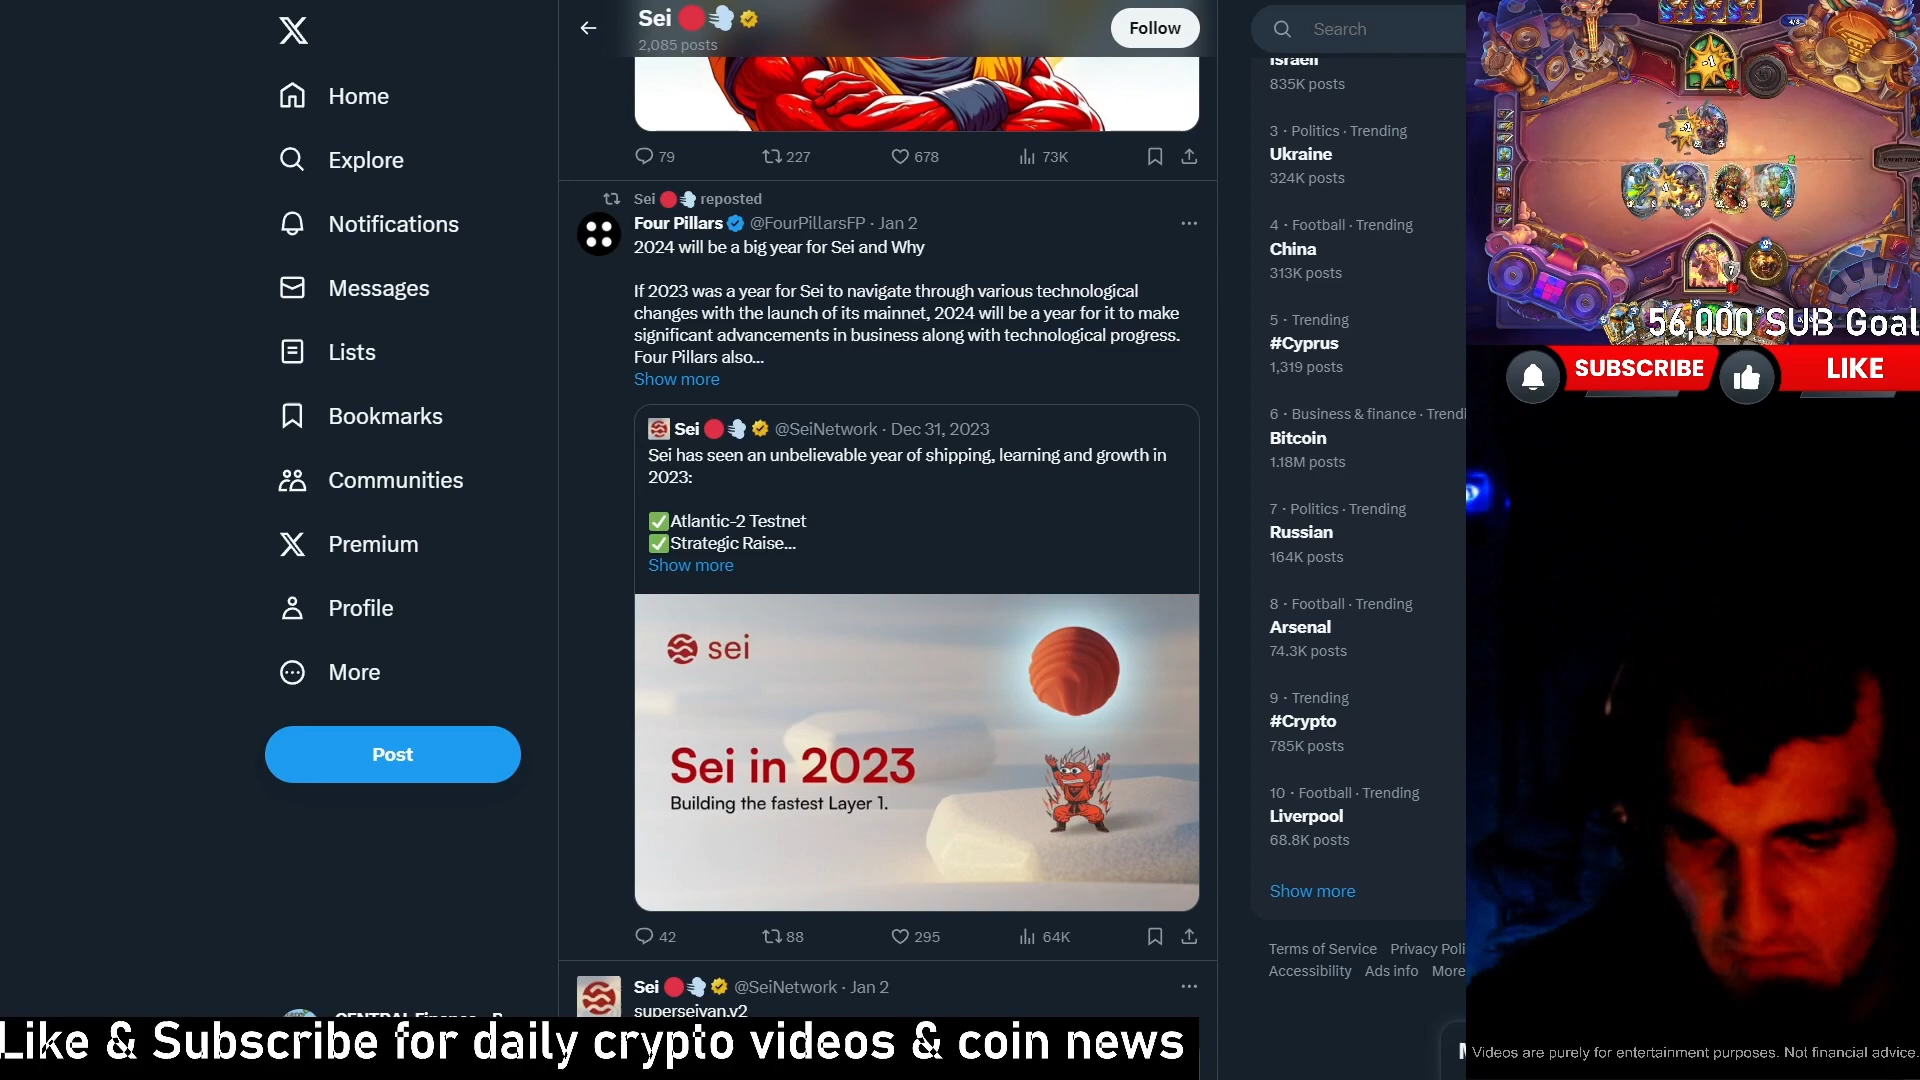 Home
Explore
Notifications
Messages
Lists
Bookmarks
Communities
Premium
Profile
More
Post
Sei
2,085 posts
Follow
79 227 678 73K
Sei reposted
Four Pillars @FourPillarsFP · Jan 2
2024 will be a big year for Sei and Why
If 2023 was a year for Sei to navigate through various technological
changes with the launch of its mainnet, 2024 will be a year for it to make
significant advancements in business along with technological progress.
Four Pillars also...
Show more
Sei @SeiNetwork · Dec 31, 2023
Sei has seen an unbelievable year of shipping, learning and growth in
2023:
✅Atlantic-2 Testnet
✅Strategic Raise...
Show more
sei
Sei in 2023
Building the fastest Layer 1.
42 88 295 64K
Sei @SeiNetwork · Jan 2
superseiyan.v2
Search
Israeli
835K posts
3 · Politics · Trending
Ukraine
324K posts
4 · Football · Trending
China
313K posts
5 · Trending
#Cyprus
1,319 posts
6 · Business & finance · Trendi
Bitcoin
1.18M posts
7 · Politics · Trending
Russian
164K posts
8 · Football · Trending
Arsenal
74.3K posts
9 · Trending
#Crypto
785K posts
10 · Football · Trending
Liverpool
68.8K posts
Show more
Terms of Service Privacy Poli
Accessibility Ads info More
56,000 SUB Goal
SUBSCRIBE LIKE
Like & Subscribe for daily crypto videos & coin news
Videos are purely for entertainment purposes. Not financial advice.